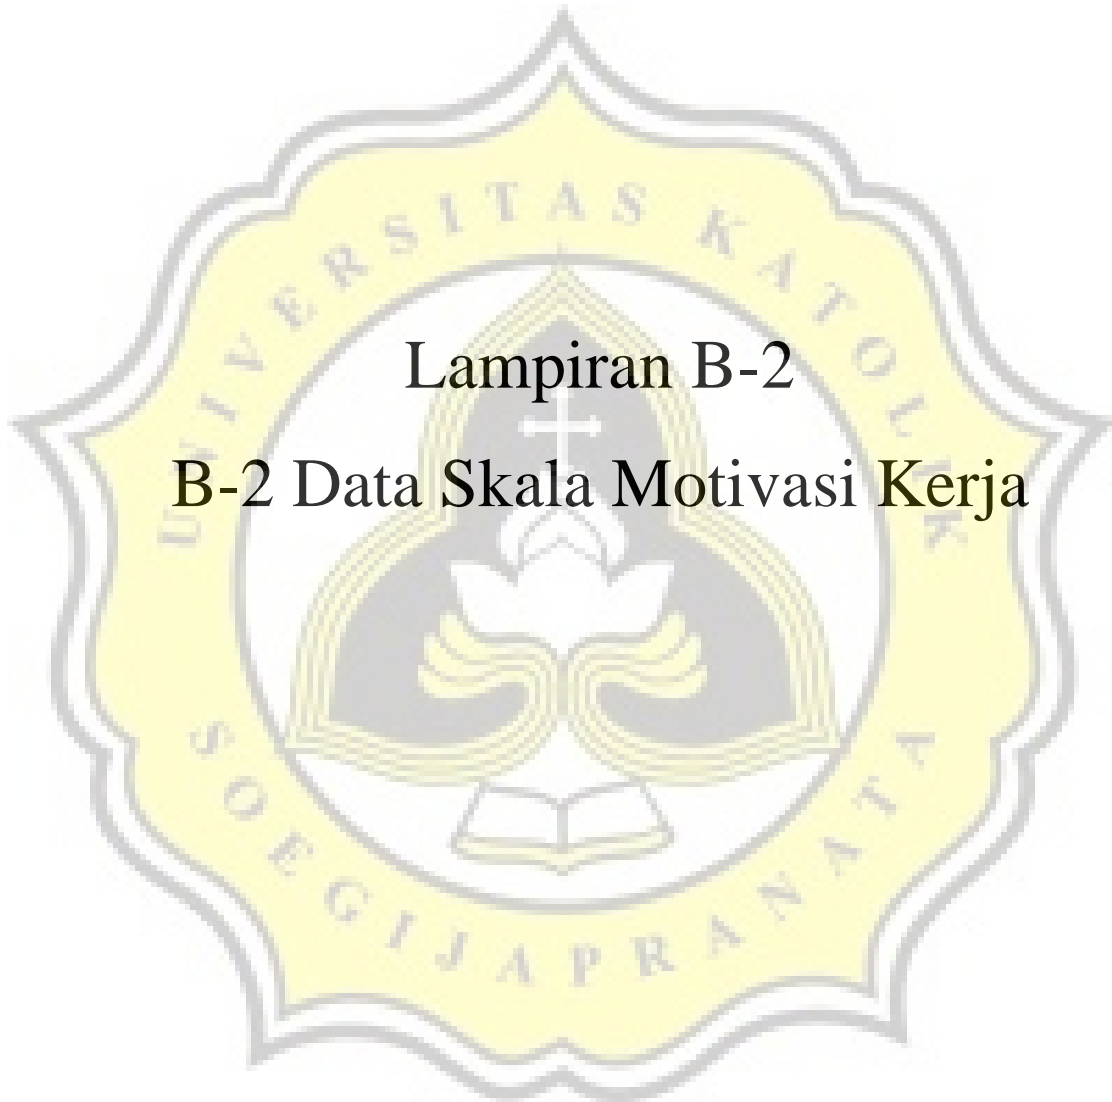 UNIVERSITAS KATOLIK
Lampiran B-2
B-2 Data Skala Motivasi Kerja
SOEGIJAPRANATA